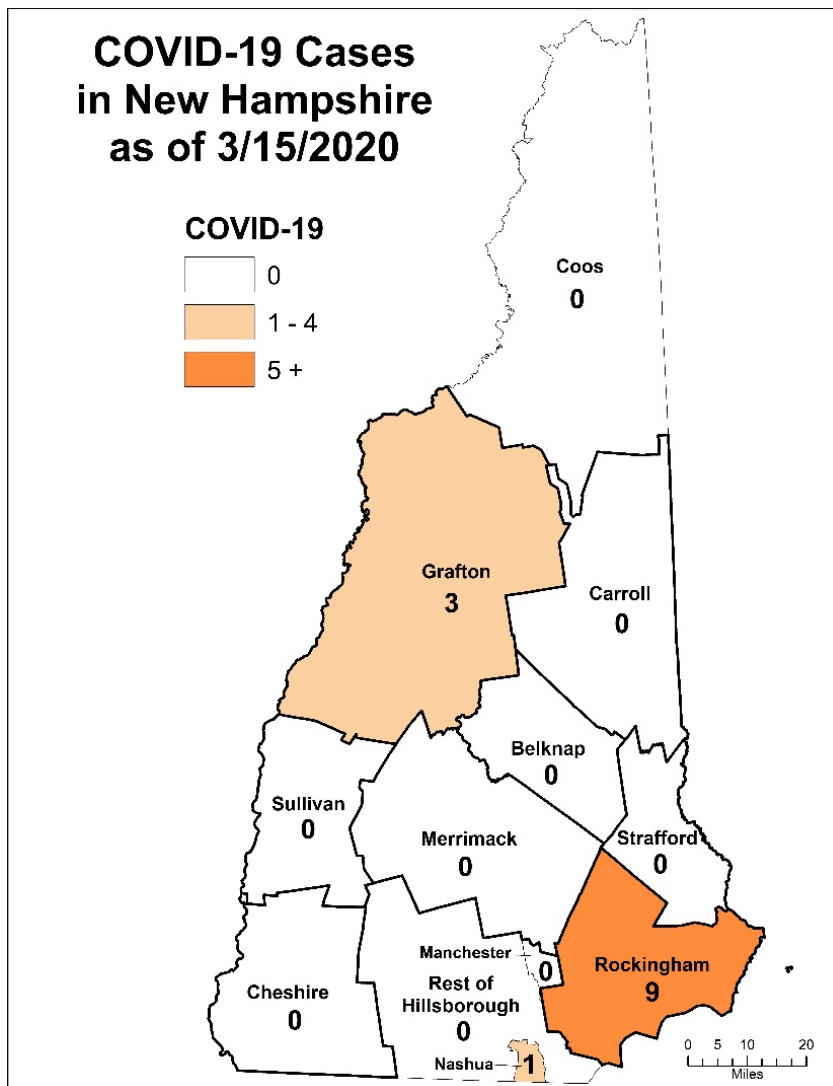 COVID-19 Cases
in New Hampshire
as of 3/15/2020
COVID-19
0
1 - 4
5 +
Coos
0
Grafton
3
Carroll
0
Belknap
0
Sullivan
0
Merrimack
0
Strafford
0
Manchester
0
Rockingham
9
Cheshire
0
Rest of
Hillsborough
0
Nashua
1
0 5 10 20
Miles